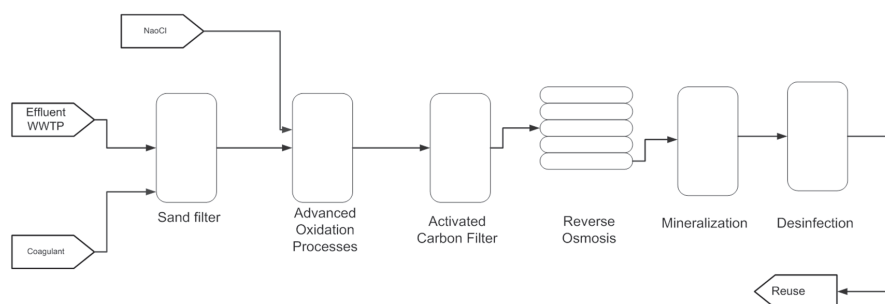 NaoCl
Effluent
WWTP
Coagulant
Sand filter
Advanced
Oxidation
Processes
Activated
Carbon Filter
Reverse
Osmosis
Mineralization
Desinfection
Reuse